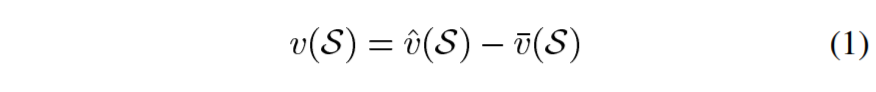 v(𝒮) = v̂(𝒮) − v̄(𝒮) (1)